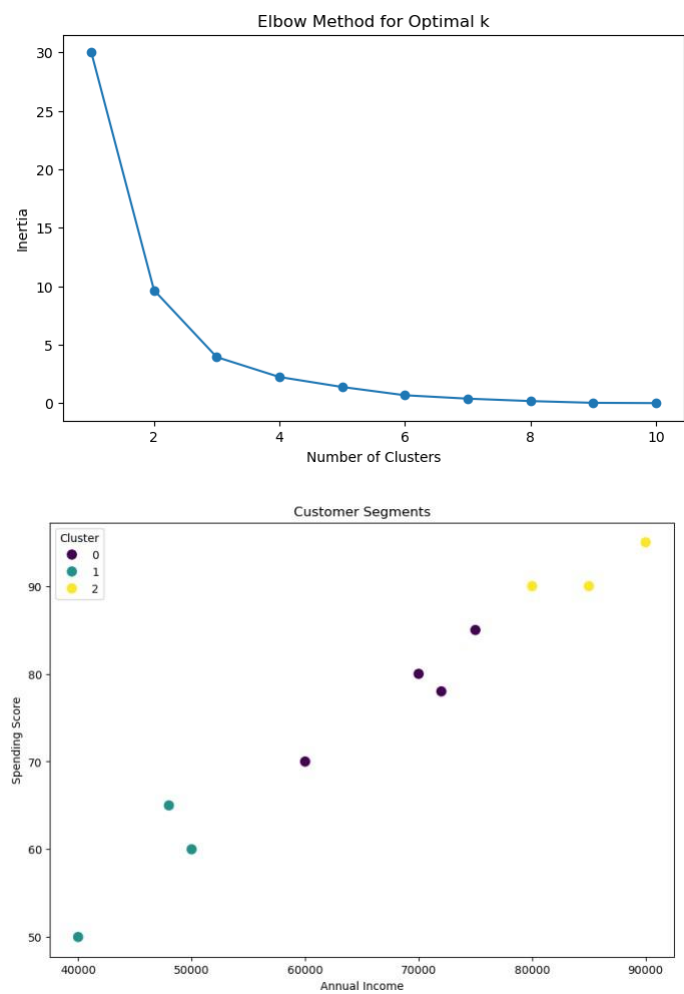 Elbow Method for Optimal k
30
25
20
15
10
5
0
Inertia
2 4 6 8 10
Number of Clusters
Customer Segments
Cluster
0
1
2
90
80
70
60
50
Spending Score
40000 50000 60000 70000 80000 90000
Annual Income